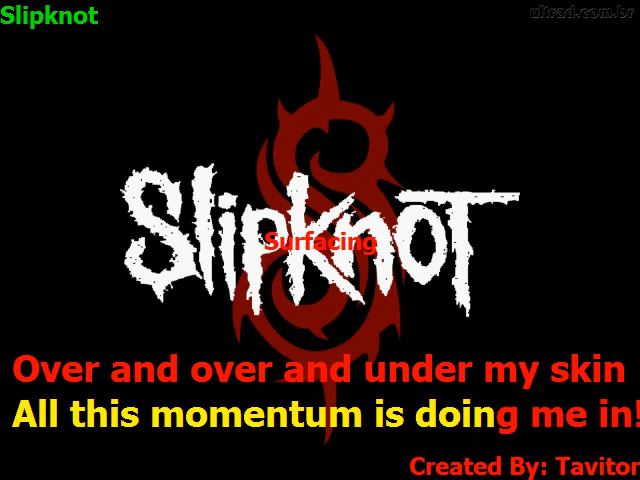 Slipknot
ultrad.com.br
Slipknot
Surfacing
Over and over and under my skin
All this momentum is doing me in!
Created By: Tavitor